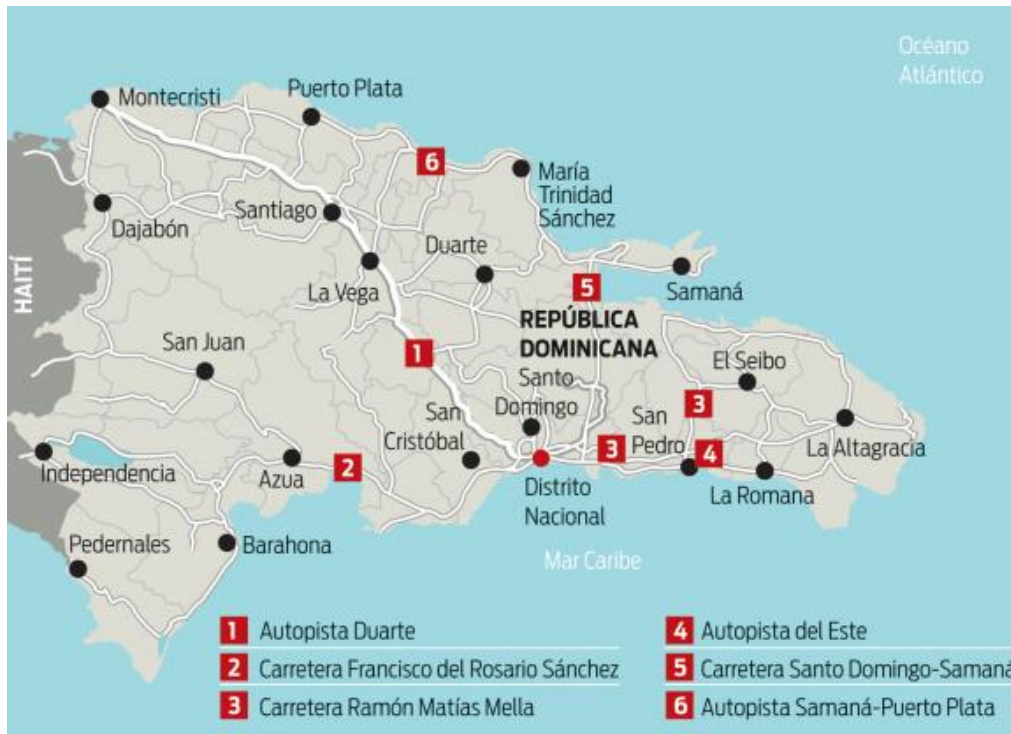 Océano
Atlántico
Montecristi
Puerto Plata
6
María
Trinidad
Sánchez
Dajabón
Santiago
Duarte
HAITÍ
La Vega
5
Samaná
REPÚBLICA
DOMINICANA
San Juan
1
El Seibo
Santo
Domingo
San
Cristóbal
3
San
Pedro
3
4
La Altagracia
Independencia
Azua
2
La Romana
Distrito
Nacional
Pedernales
Barahona
Mar Caribe
1 Autopista Duarte
2 Carretera Francisco del Rosario Sánchez
3 Carretera Ramón Matías Mella
4 Autopista del Este
5 Carretera Santo Domingo-Samaná
6 Autopista Samaná-Puerto Plata